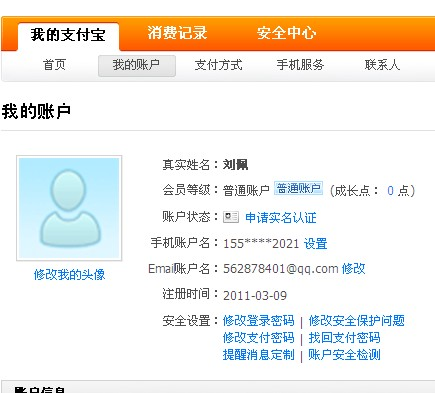 我的支付宝 消费记录 安全中心
首页 我的账户 支付方式 手机服务 联系人
我的账户
真实姓名：刘佩
会员等级：普通账户 普通账户 （成长点： 0 点）
账户状态： 申请实名认证
手机账户名：155****2021 设置
Email账户名：562878401@qq.com 修改
修改我的头像
注册时间：2011-03-09
安全设置：修改登录密码 | 修改安全保护问题
修改支付密码 | 找回支付密码
提醒消息定制 | 账户安全检测
账户信息